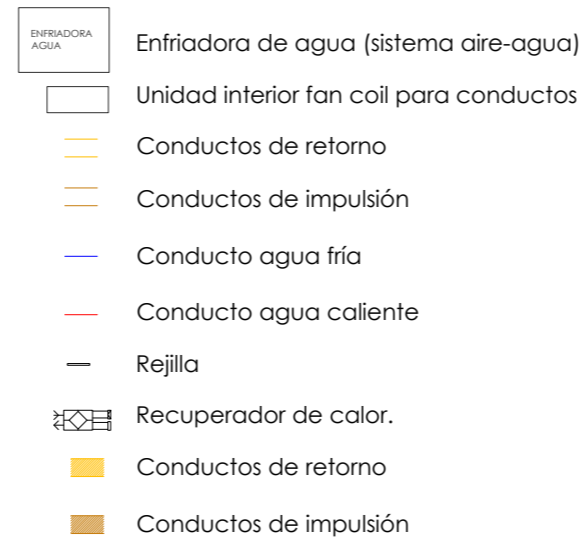 ENFRIADORA
AGUA
Enfriadora de agua (sistema aire-agua)
Unidad interior fan coil para conductos
Conductos de retorno
Conductos de impulsión
Conducto agua fría
Conducto agua caliente
Rejilla
Recuperador de calor.
Conductos de retorno
Conductos de impulsión